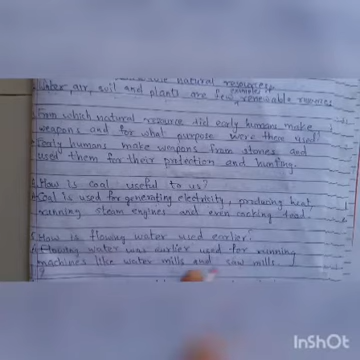 natural resources
water, air, soil and plants are few examples renewable
From which natural resource did early humans make
weapons and for what purpose were them used
Early humans make weapons from stones and
used them for their protection and hunting.
How is coal useful to us?
Coal is used for generating electricity, producing heat,
running steam engines and even cooking food.
How is flowing water used earlier.
Flowing water was earlier used for running
machines like water mills and saw mills.
InShOt